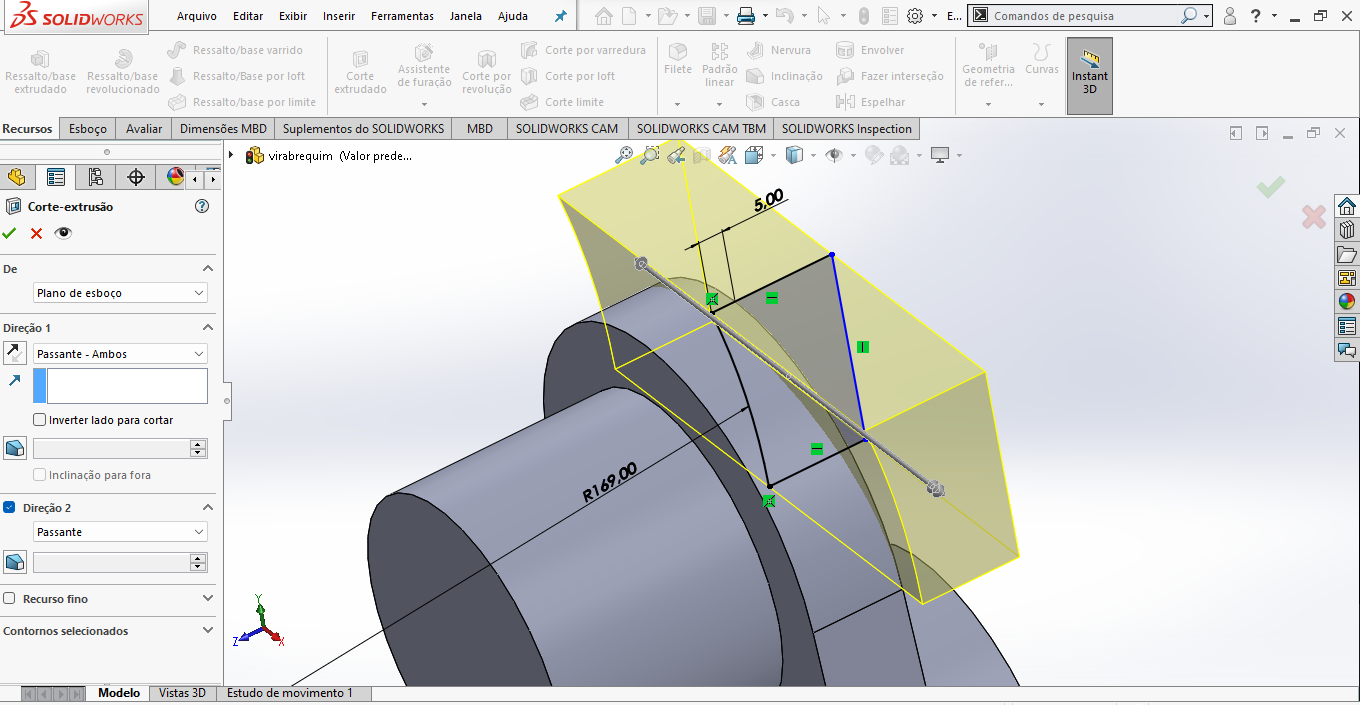 SOLIDWORKS
Arquivo Editar Exibir Inserir Ferramentas Janela Ajuda
E...
Comandos de pesquisa
?
Ressalto/base extrudado
Ressalto/base revolucionado
Ressalto/base varrido
Ressalto/Base por loft
Ressalto/base por limite
Corte extrudado
Assistente de furação
Corte por revolução
Corte por varredura
Corte por loft
Corte limite
Filete
Padrão linear
Nervura
Inclinação
Casca
Envolver
Fazer interseção
Espelhar
Geometria de refer...
Curvas
Instant 3D
Recursos Esboço Avaliar Dimensões MBD Suplementos do SOLIDWORKS MBD SOLIDWORKS CAM SOLIDWORKS CAM TBM SOLIDWORKS Inspection
virabrequim (Valor prede...
Corte-extrusão
?
De
Plano de esboço
Direção 1
Passante - Ambos
Inverter lado para cortar
Inclinação para fora
Direção 2
Passante
Recurso fino
Contornos selecionados
5,00
R169,00
Y
Z
X
Modelo Vistas 3D Estudo de movimento 1